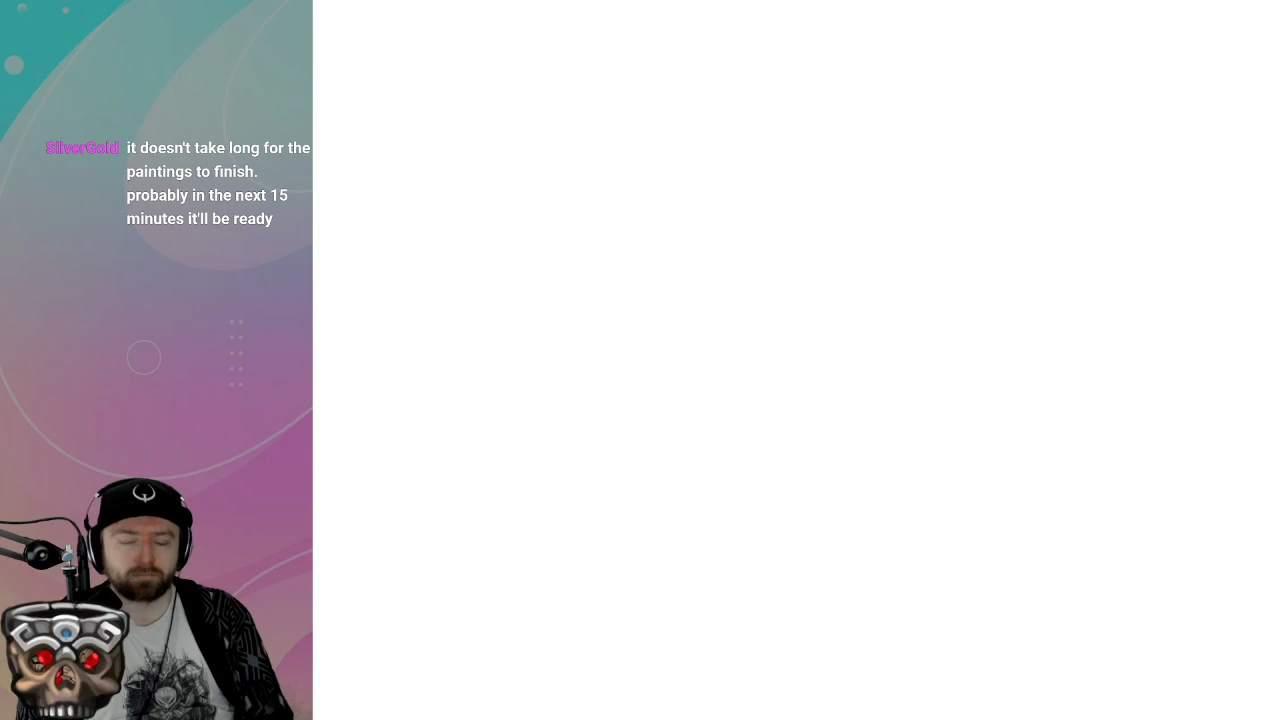 SilverGold it doesn't take long for the
paintings to finish.
probably in the next 15
minutes it'll be ready